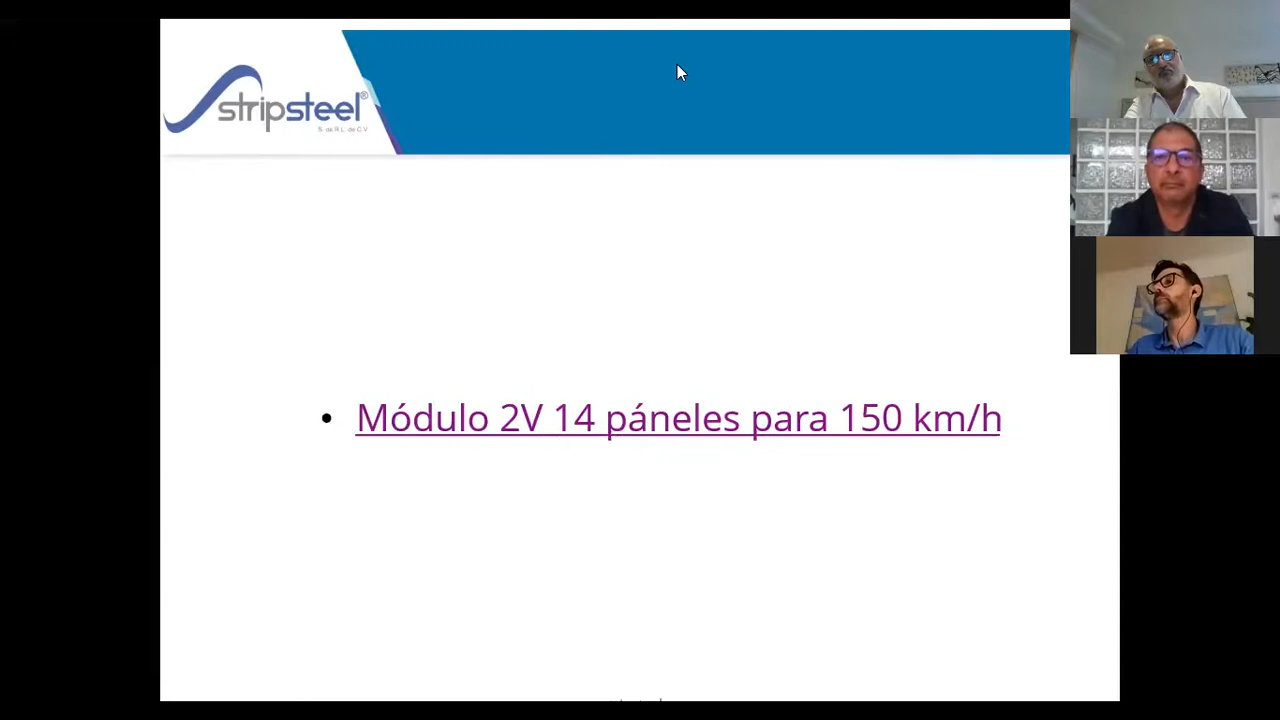 stripsteel®
S. de R.L. de C.V
• Módulo 2V 14 páneles para 150 km/h